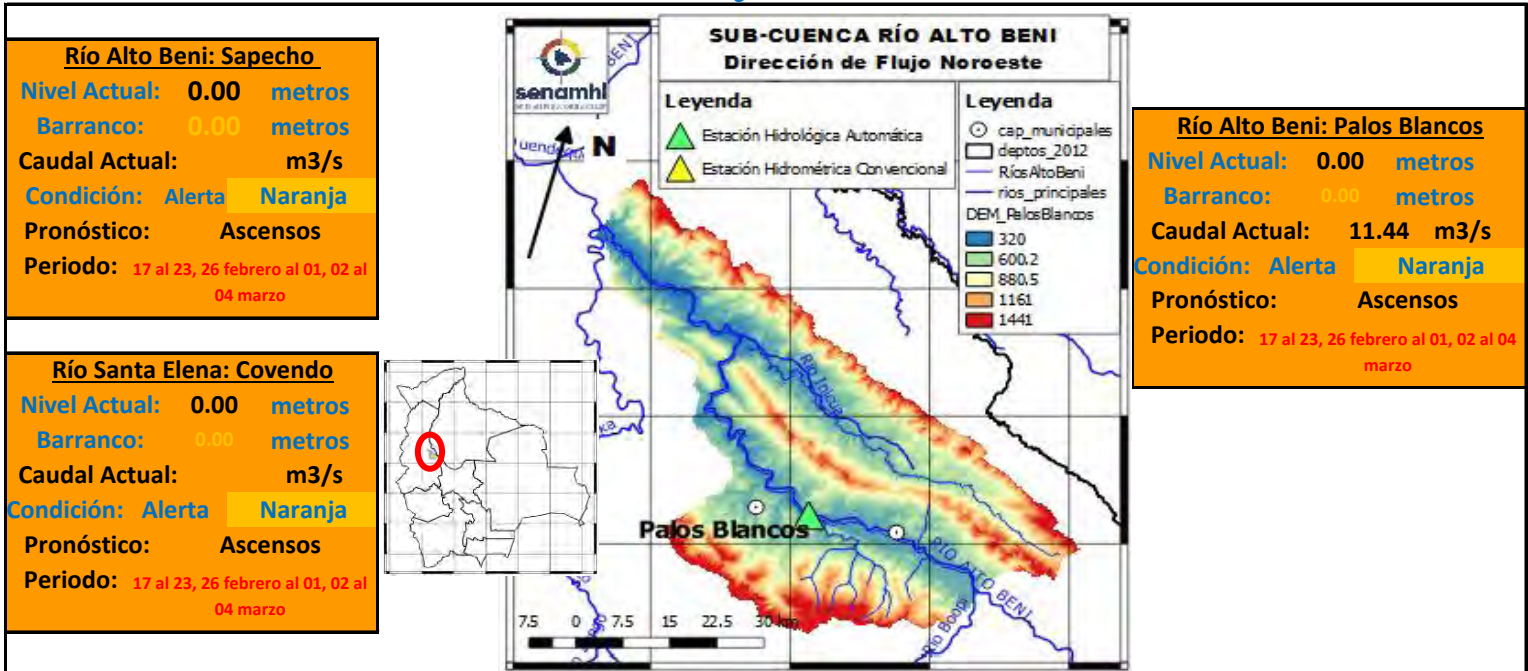 Río Alto Beni: Sapecho
Nivel Actual: 0.00 metros
Barranco: 0.00 metros
Caudal Actual: m3/s
Condición: Alerta Naranja
Pronóstico: Ascensos
Periodo: 17 al 23, 26 febrero al 01, 02 al
04 marzo
Río Santa Elena: Covendo
Nivel Actual: 0.00 metros
Barranco: 0.00 metros
Caudal Actual: m3/s
Condición: Alerta Naranja
Pronóstico: Ascensos
Periodo: 17 al 23, 26 febrero al 01, 02 al
04 marzo
SUB-CUENCA RÍO ALTO BENI
Dirección de Flujo Noroeste
senamhi
BENI
N
Leyenda
Estación Hidrológica Automática
Estación Hidrométrica Convencional
Leyenda
cap_municipales
deptos_2012
RíosAltoBeni
rios_principales
DEM_PalosBlancos
320
600.2
880.5
1161
1441
Río Inicua
Palos Blancos
RÍO ALTO BENI
Río Boopi
7.5 0 7.5 15 22.5 30 km
Río Alto Beni: Palos Blancos
Nivel Actual: 0.00 metros
Barranco: 0.00 metros
Caudal Actual: 11.44 m3/s
Condición: Alerta Naranja
Pronóstico: Ascensos
Periodo: 17 al 23, 26 febrero al 01, 02 al 04
marzo